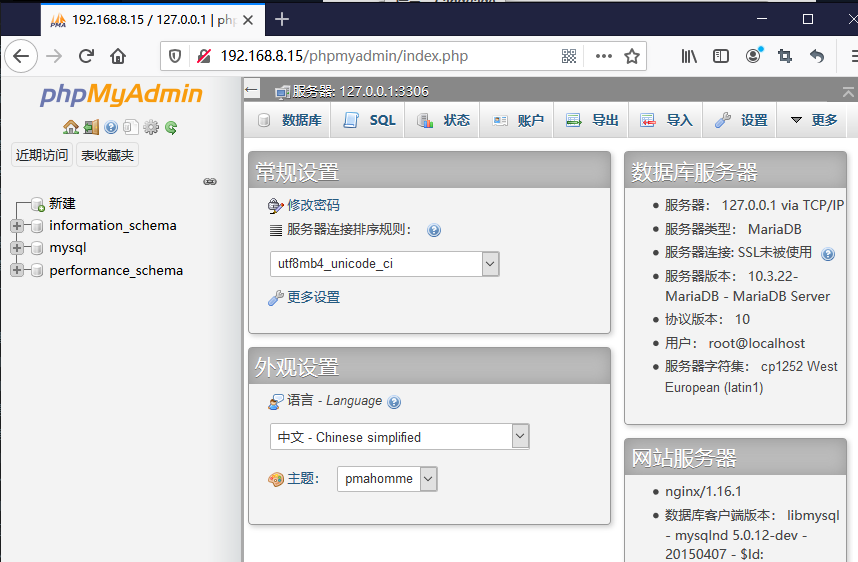 192.168.8.15 / 127.0.0.1 | php
192.168.8.15/phpmyadmin/index.php
phpMyAdmin
近期访问 表收藏夹
新建
information_schema
mysql
performance_schema
服务器: 127.0.0.1:3306
数据库 SQL 状态 账户 导出 导入 设置 更多
常规设置
修改密码
服务器连接排序规则：
utf8mb4_unicode_ci
更多设置
外观设置
语言 - Language
中文 - Chinese simplified
主题： pmahomme
数据库服务器
服务器： 127.0.0.1 via TCP/IP
服务器类型： MariaDB
服务器连接: SSL未被使用
服务器版本： 10.3.22-
MariaDB - MariaDB Server
协议版本： 10
用户： root@localhost
服务器字符集： cp1252 West
European (latin1)
网站服务器
nginx/1.16.1
数据库客户端版本： libmysql
- mysqlnd 5.0.12-dev -
20150407 - $Id: